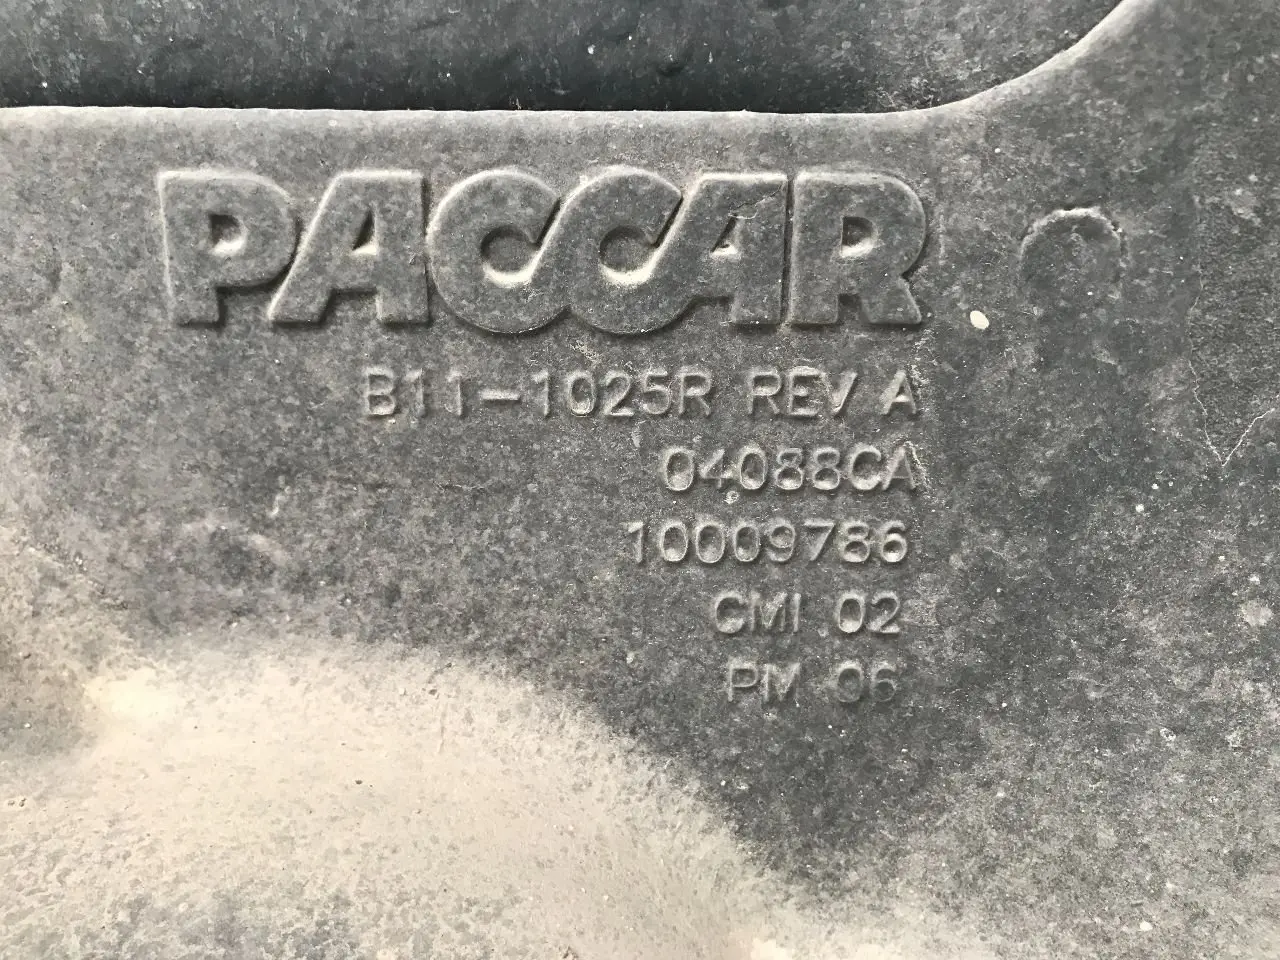 PACCAR
B11-1025R REV A
04088CA
10009786
CMI 02
PM 06